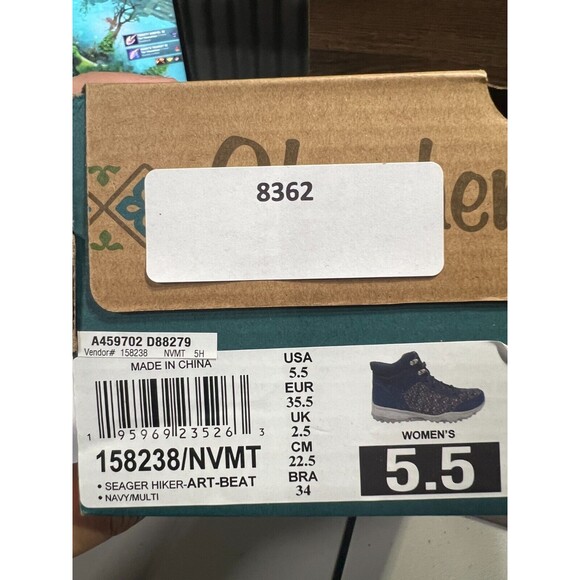 8362
A459702 D88279
Vendor# 158238 NVMT 5H
MADE IN CHINA
1 95969 23526 3
158238/NVMT
• SEAGER HIKER-ART-BEAT
• NAVY/MULTI
USA
5.5
EUR
35.5
UK
2.5
CM
22.5
BRA
34
WOMEN'S
5.5